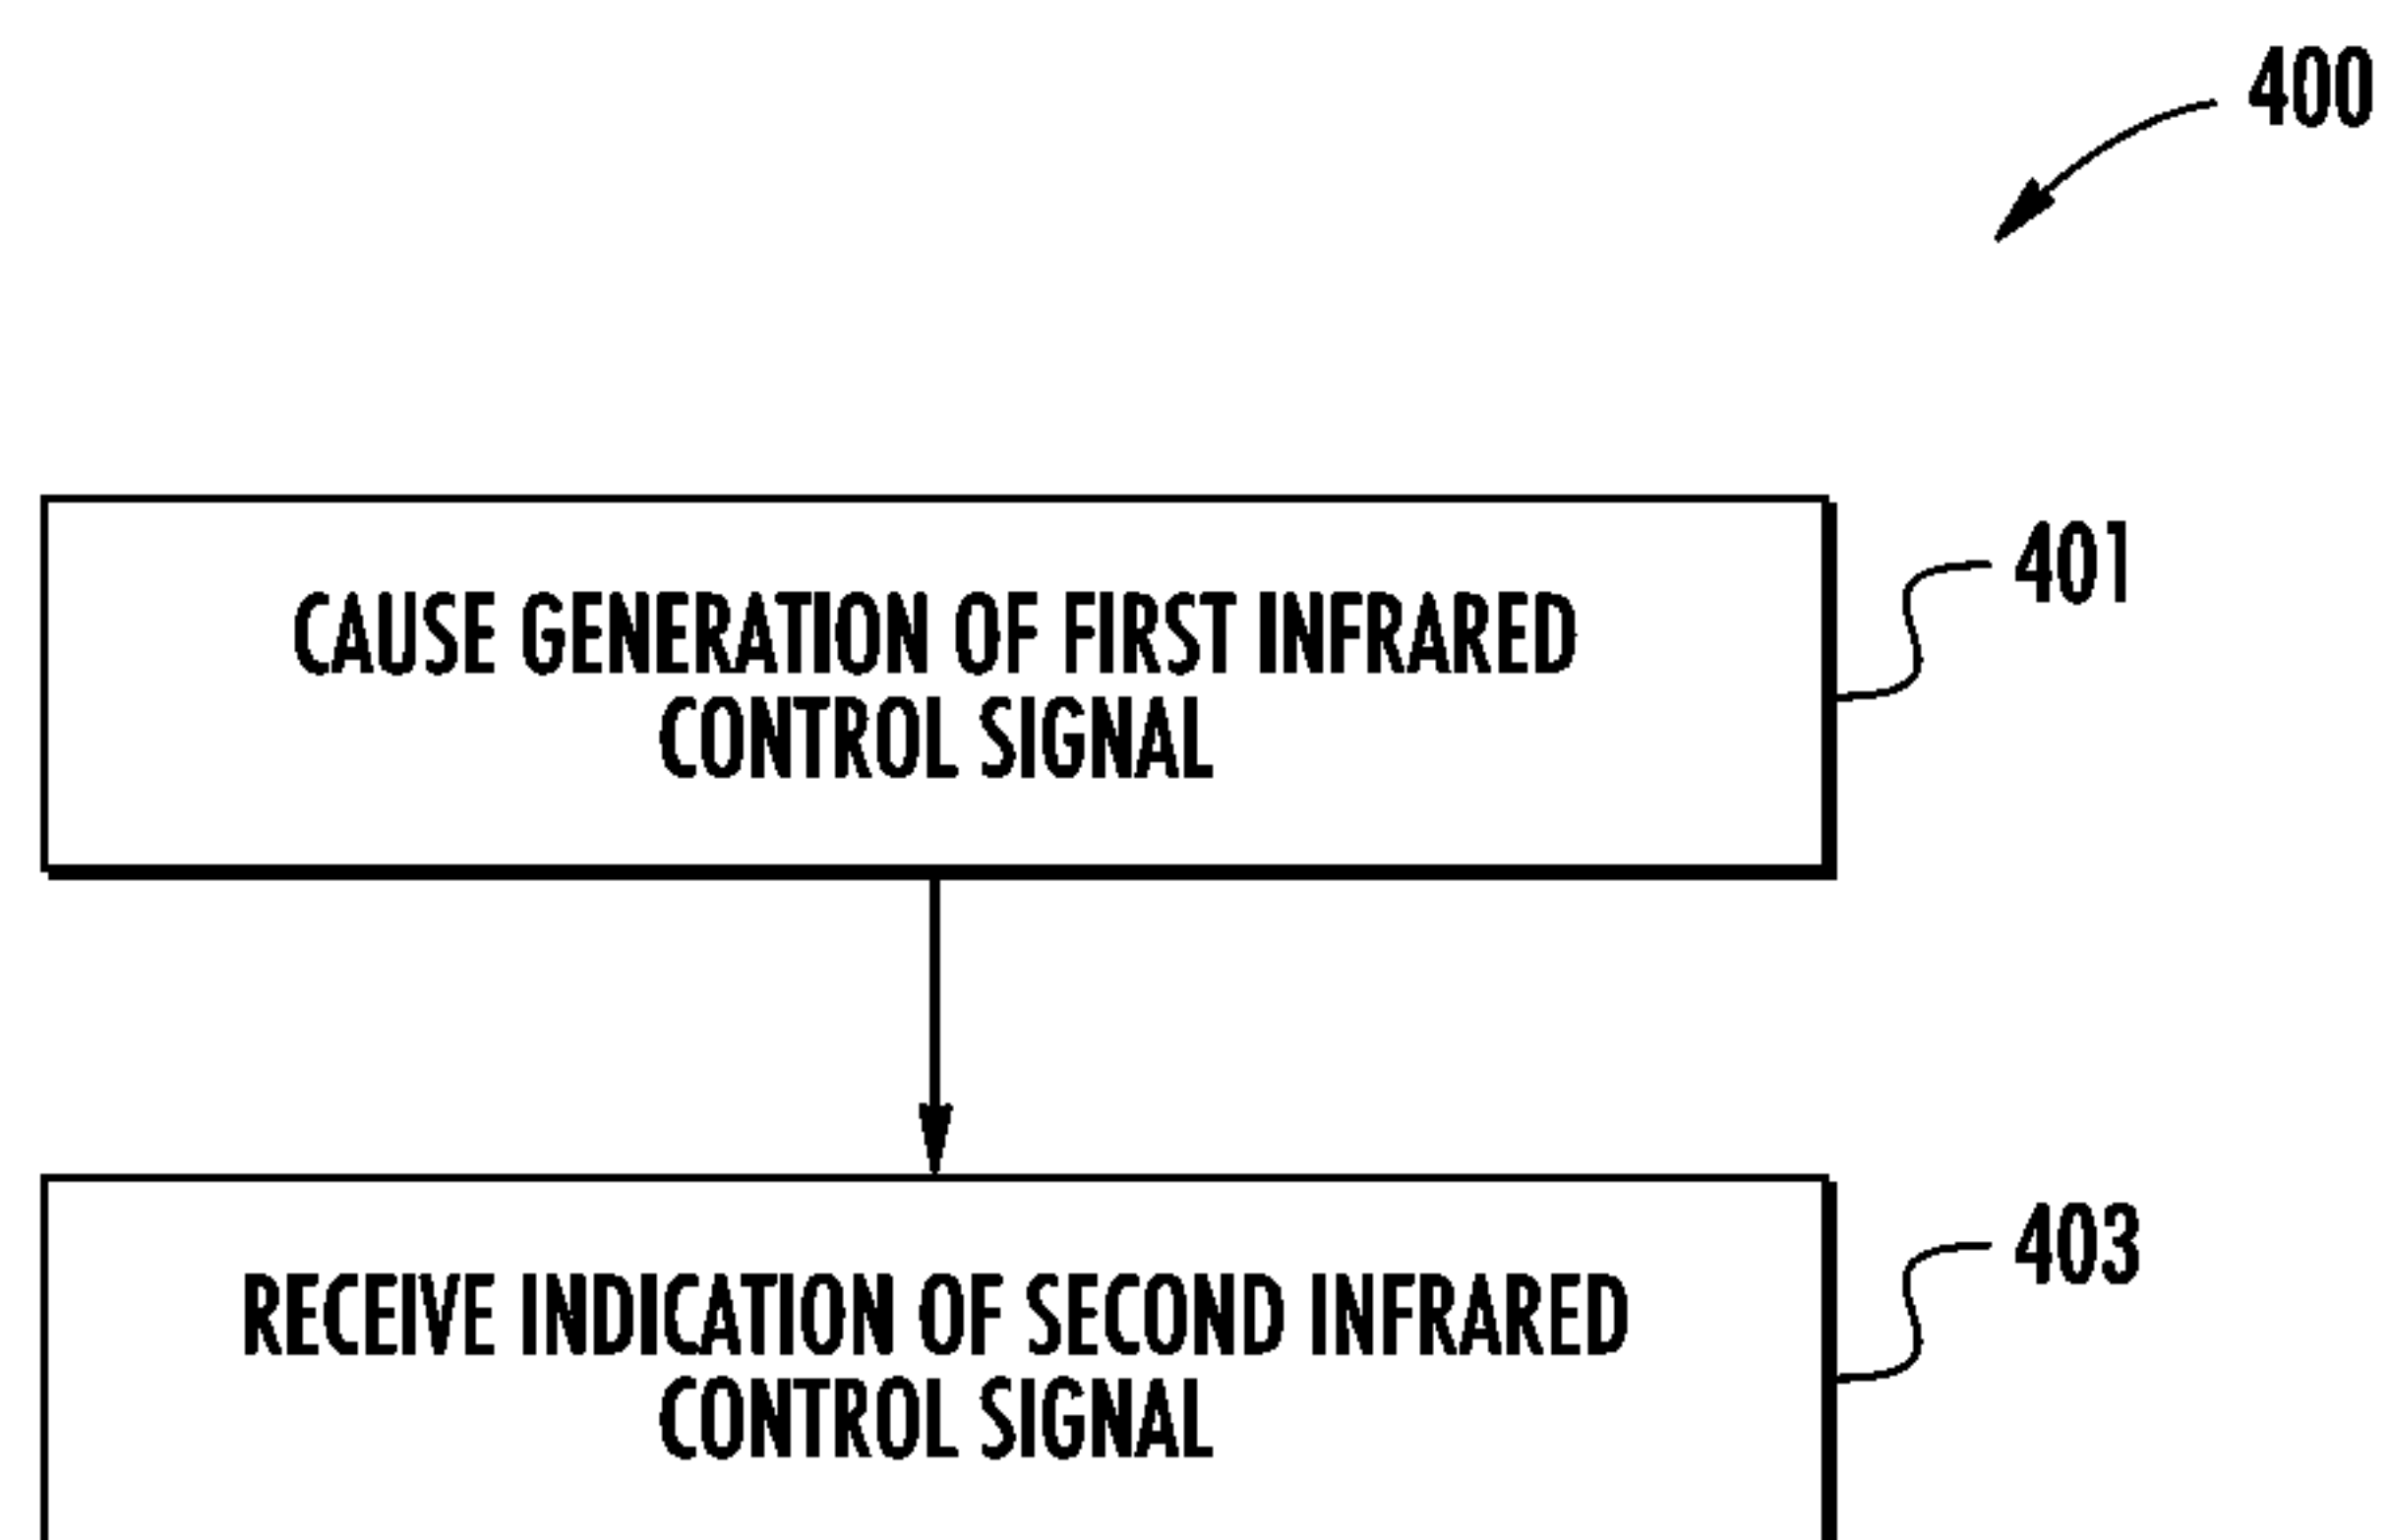 400
CAUSE GENERATION OF FIRST INFRARED
CONTROL SIGNAL
401
RECEIVE INDICATION OF SECOND INFRARED
CONTROL SIGNAL
403